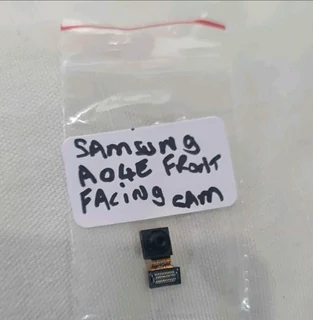 SAMSUNG
A04E FRONT
FACING CAM